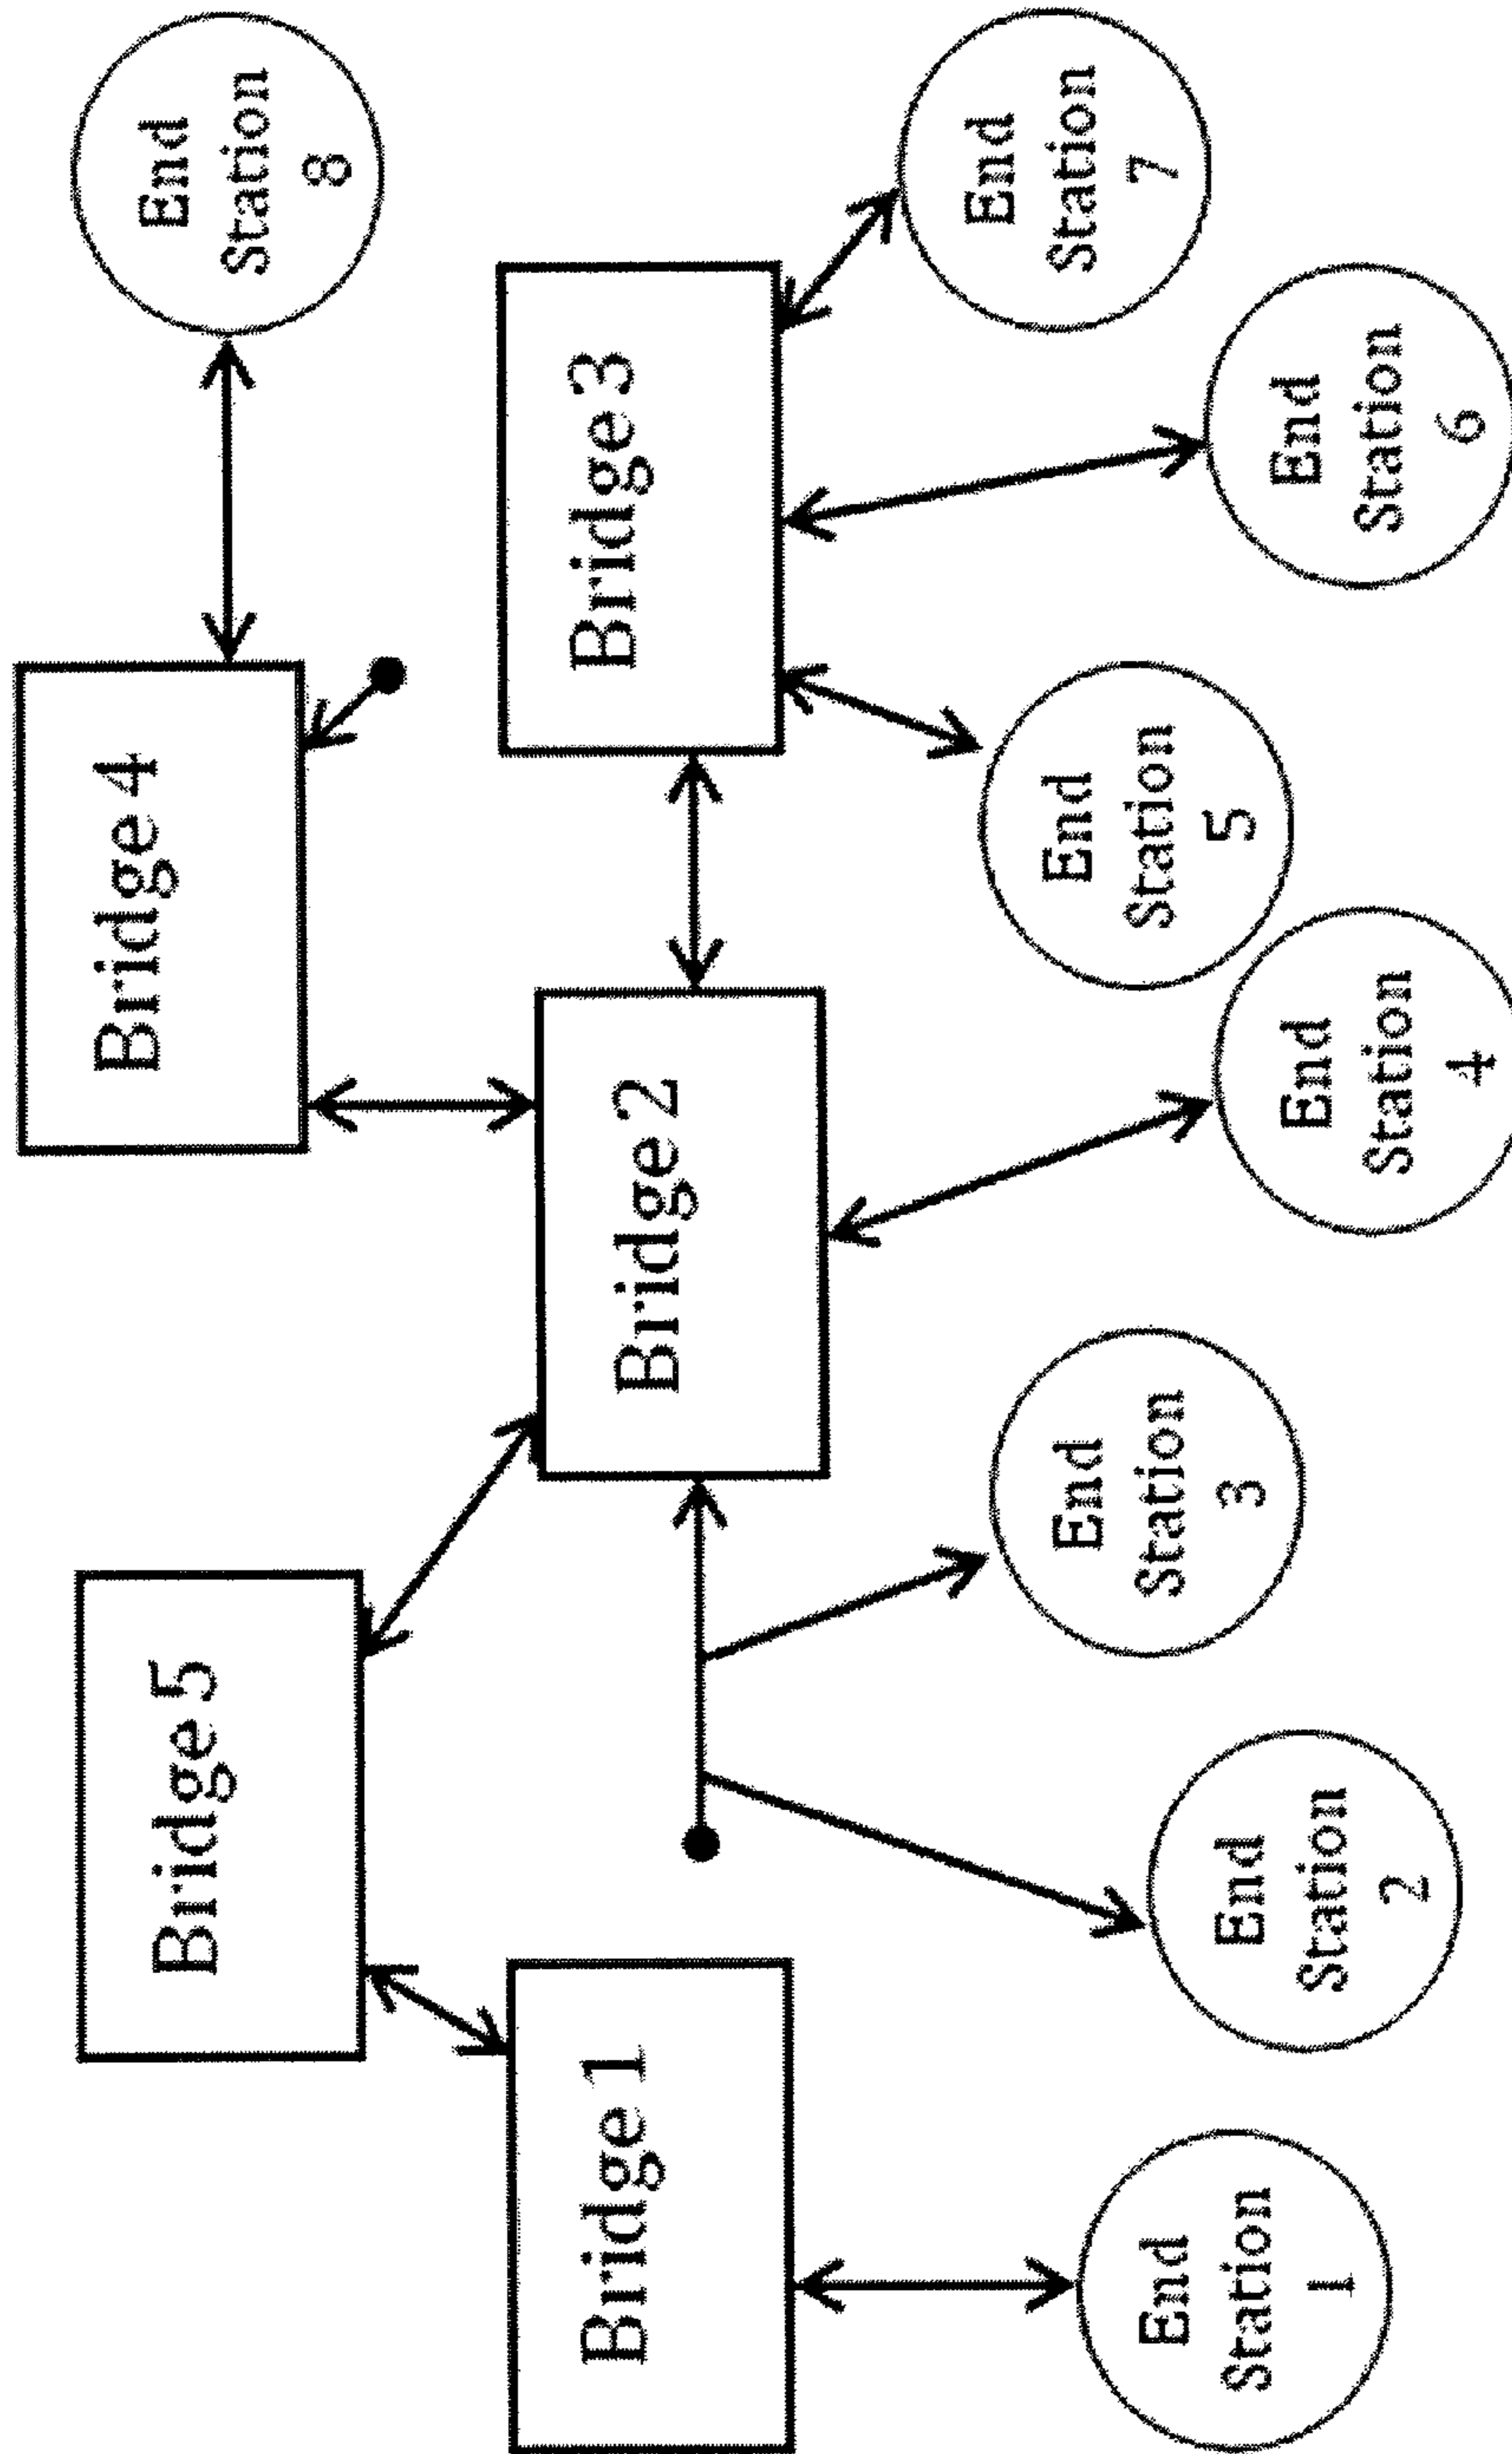 Bridge 4
End
Station
8
Bridge 5
Bridge 1
Bridge 2
Bridge 3
End
Station
1
End
Station
2
End
Station
3
End
Station
4
End
Station
5
End
Station
6
End
Station
7